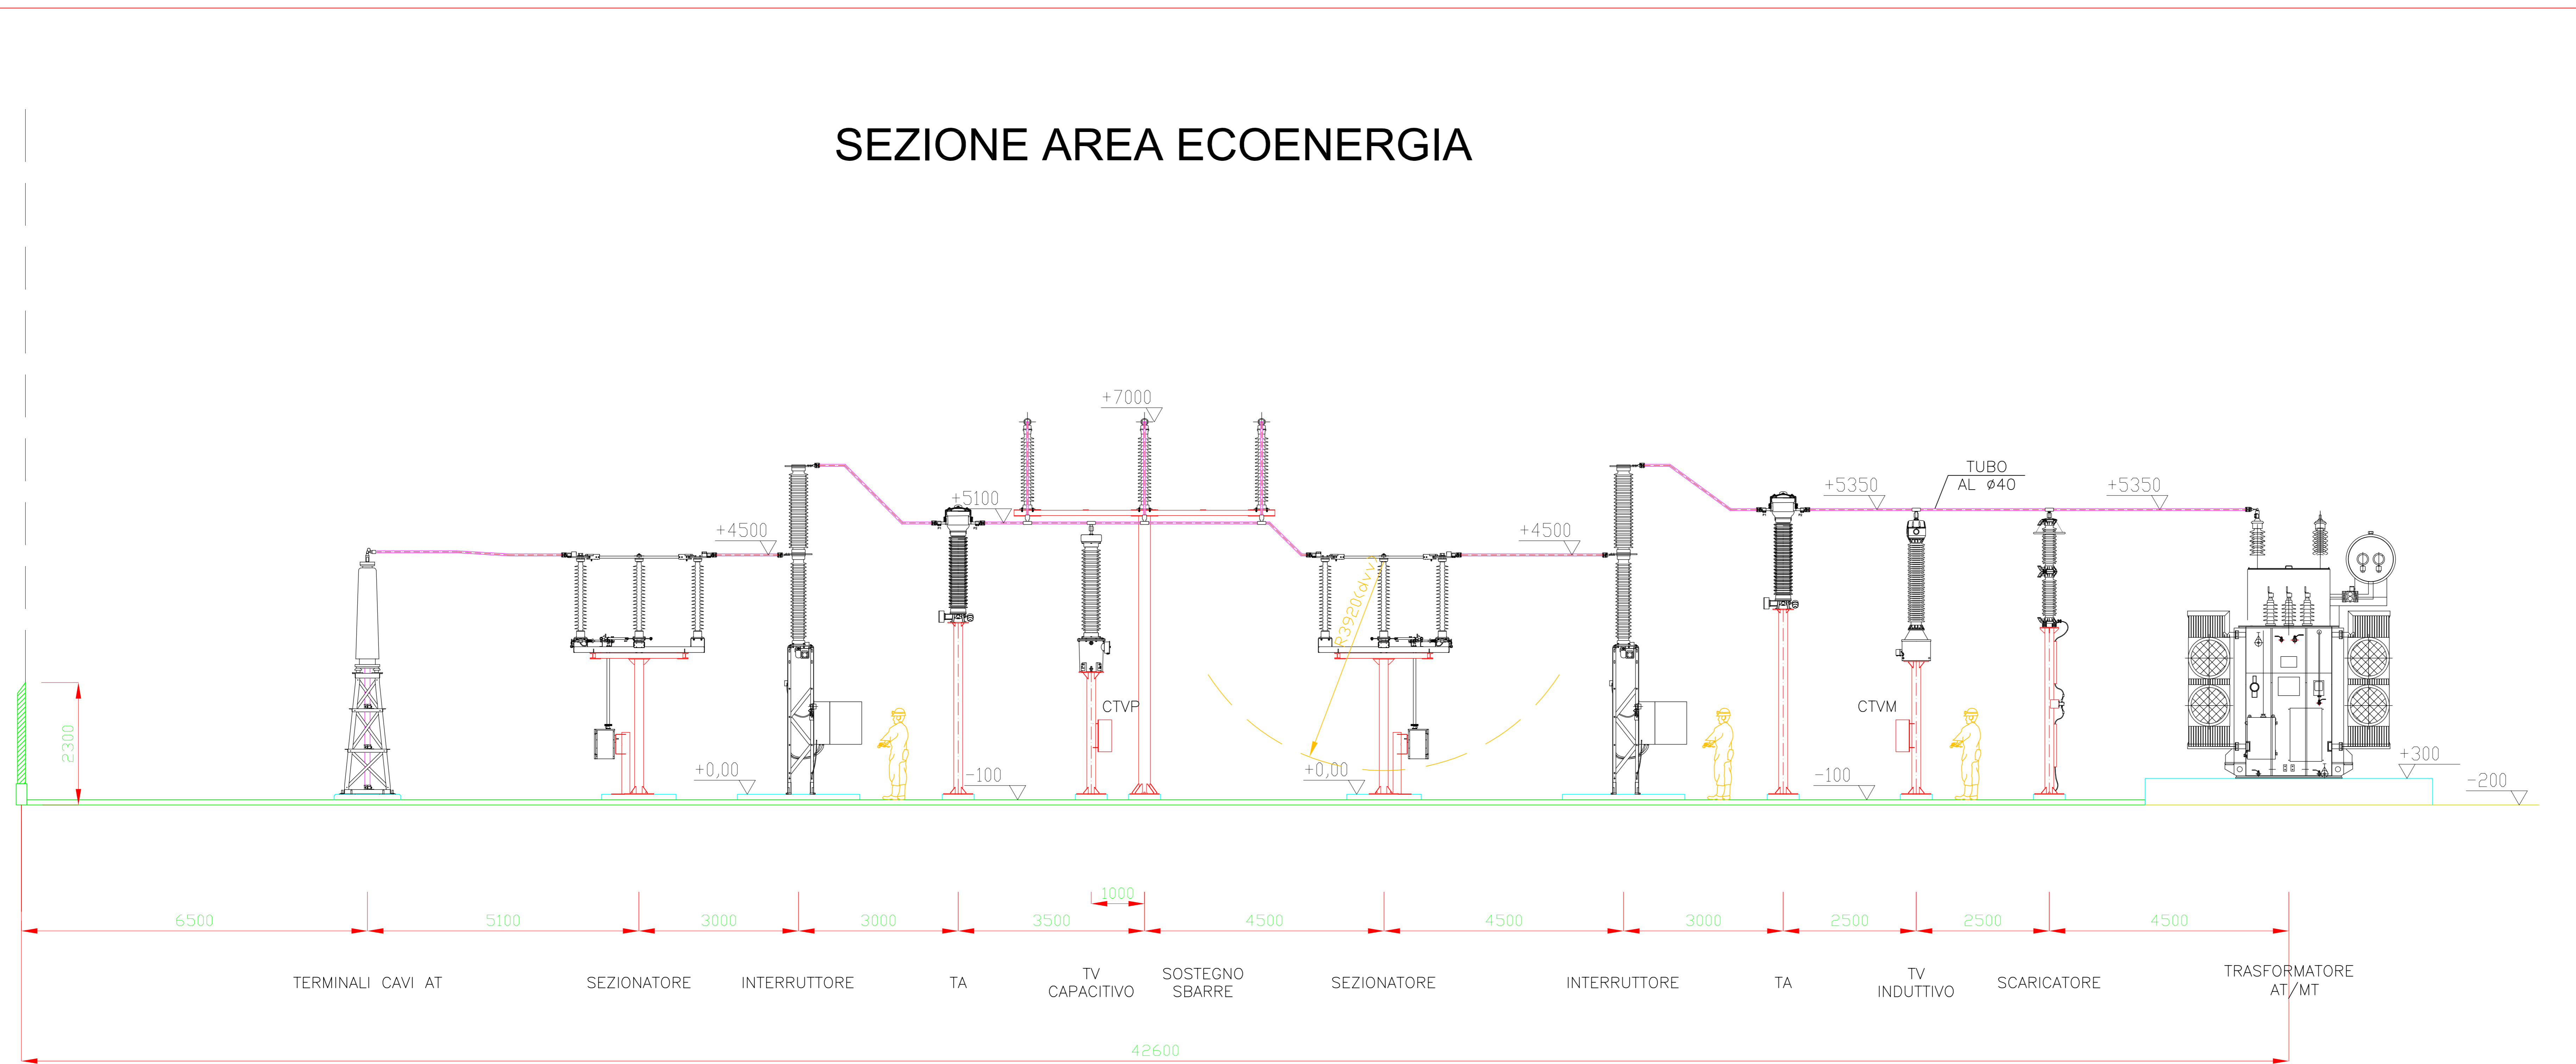 SEZIONE AREA ECOENERGIA
+7000
TUBO
AL ø40
+5100
+5350
+5350
+4500
+4500
R3920(dvv)
2300
CTVP
CTVM
+0,00
-100
+0,00
-100
+300
-200
1000
6500
5100
3000
3000
3500
4500
4500
3000
2500
2500
4500
TERMINALI CAVI AT
SEZIONATORE
INTERRUTTORE
TA
TV
CAPACITIVO
SOSTEGNO
SBARRE
SEZIONATORE
INTERRUTTORE
TA
TV
INDUTTIVO
SCARICATORE
TRASFORMATORE
AT/MT
42600